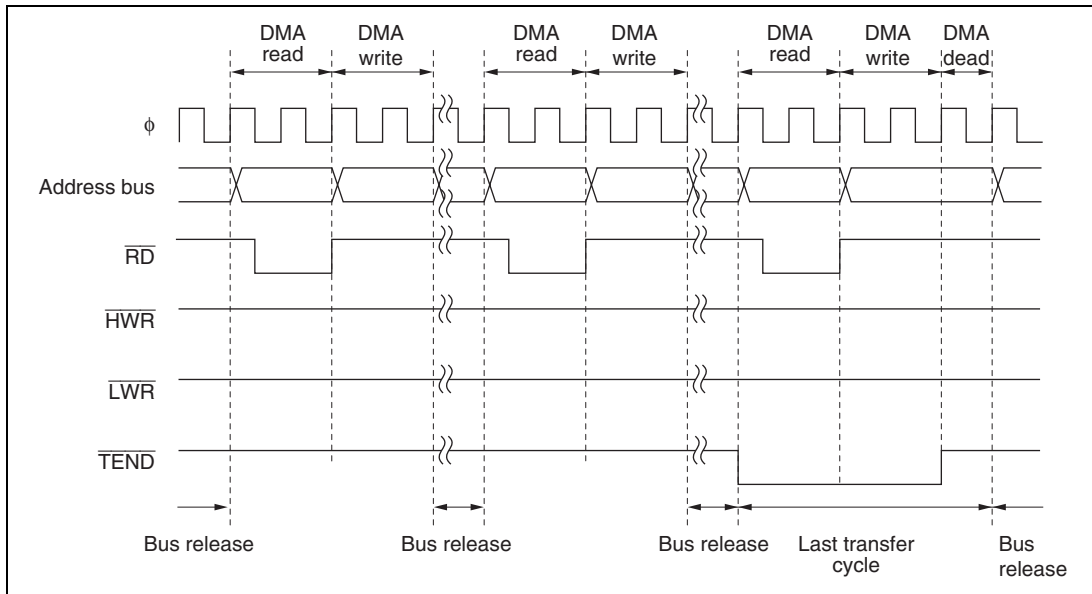 DMA read
DMA write
DMA read
DMA write
DMA read
DMA write
DMA dead
ϕ
Address bus
RD
HWR
LWR
TEND
Bus release
Bus release
Bus release
Last transfer cycle
Bus release